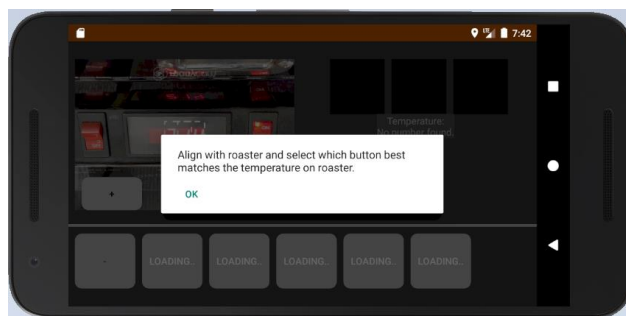 LTE 7:42
Temperature:
No number found.
Align with roaster and select which button best
matches the temperature on roaster.
OK
+
-
LOADING..
LOADING..
LOADING..
LOADING..
LOADING..